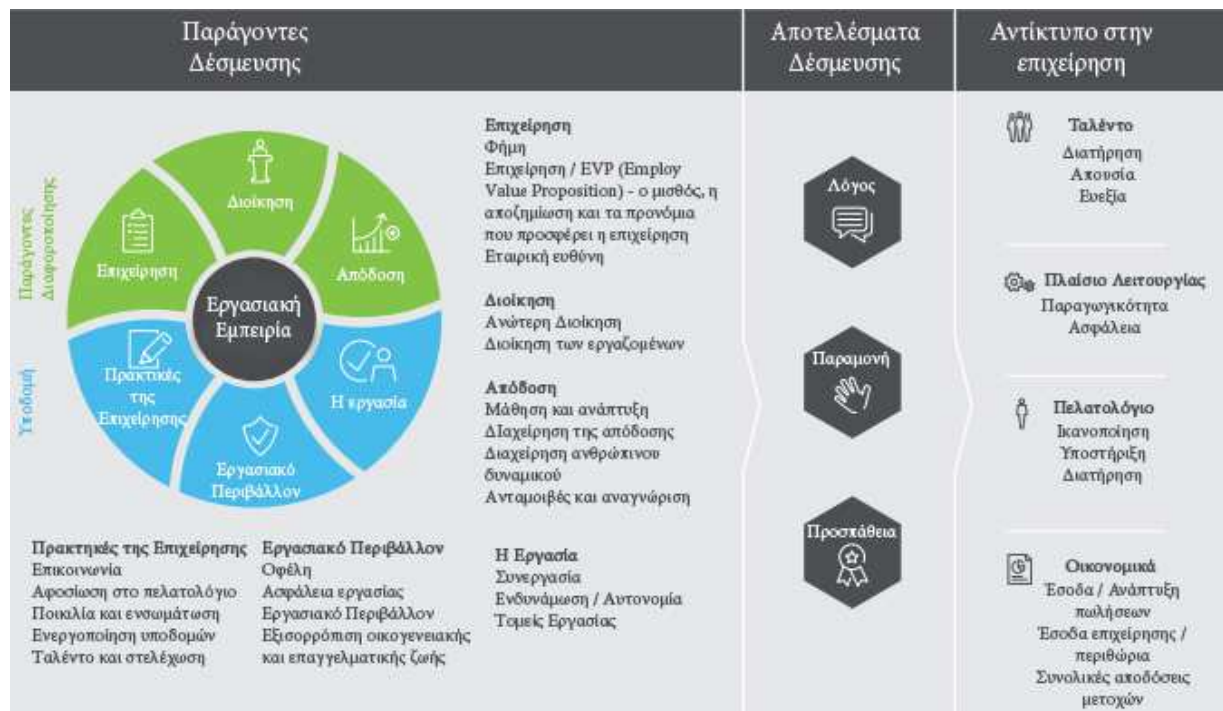 Παράγοντες
Δέσμευσης
Αποτελέσματα
Δέσμευσης
Αντίκτυπο στην
επιχείρηση
Παράγοντες
Διαφοροποίησης
Υποδομή
Διοίκηση
Επιχείρηση
Απόδοση
Εργασιακή
Εμπειρία
Πρακτικές
της
Επιχείρησης
Η εργασία
Εργασιακό
Περιβάλλον
Επιχείρηση
Φήμη
Επιχείρηση / EVP (Employ
Value Proposition) - ο μισθός, η
αποζημίωση και τα προνόμια
που προσφέρει η επιχείρηση
Εταιρική ευθύνη
Διοίκηση
Ανώτερη Διοίκηση
Διοίκηση των εργαζομένων
Απόδοση
Μάθηση και ανάπτυξη
ΔΙαχείρηση της απόδοσης
Διαχείρηση ανθρώπινου
δυναμικού
Ανταμοιβές και αναγνώριση
Πρακτικές της Επιχείρησης
Επικοινωνία
Αφοσίωση στο πελατολόγιο
Ποικιλία και ενσωμάτωση
Ενεργοποίηση υποδομών
Ταλέντο και στελέχωση
Εργασιακό Περιβάλλον
Οφέλη
Ασφάλεια εργασίας
Εργασιακό Περιβάλλον
Εξισορρόπιση οικογενειακής
και επαγγελματικής ζωής
Η Εργασία
Συνεργασία
Ενδυνάμωση / Αυτονομία
Τομείς Εργασίας
Λόγος
Παραμονή
Προσπάθεια
Ταλέντο
Διατήρηση
Απουσία
Ευεξία
Πλαίσιο Λειτουργίας
Παραγωγικότητα
Ασφάλεια
Πελατολόγιο
Ικανοποίηση
Υποστήριξη
Διατήρηση
Οικονομικά
Έσοδα / Ανάπτυξη
πωλήσεων
Έσοδα επιχείρησης /
περιθώρια
Συνολικές αποδόσεις
μετοχών